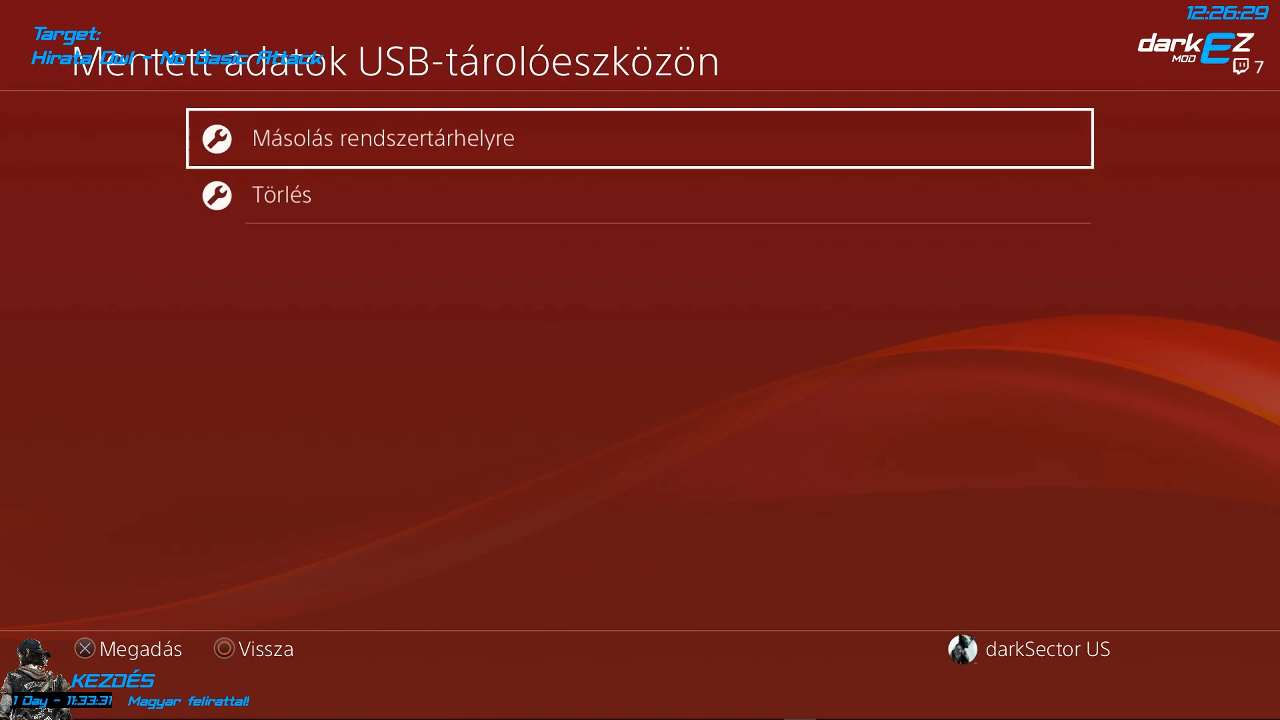 12:26:29
Target:
Hirata Dul - No Basic Attack
Mentett adatok USB-tárolóeszközön
darkEZ
MOD
7
Másolás rendszertárhelyre
Törlés
Megadás
Vissza
darkSector US
KEZDÉS
1 Day - 11:33:31
Magyar felirattal!